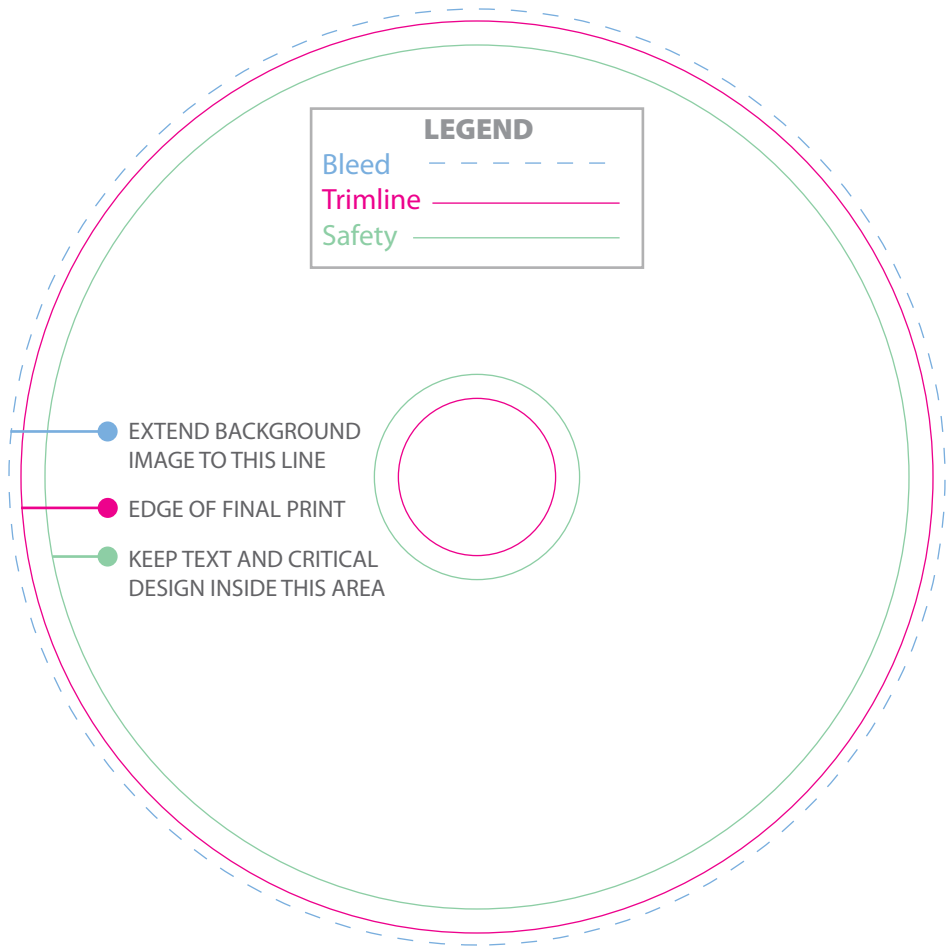 LEGEND
Bleed
Trimline
Safety
EXTEND BACKGROUND
IMAGE TO THIS LINE
EDGE OF FINAL PRINT
KEEP TEXT AND CRITICAL
DESIGN INSIDE THIS AREA